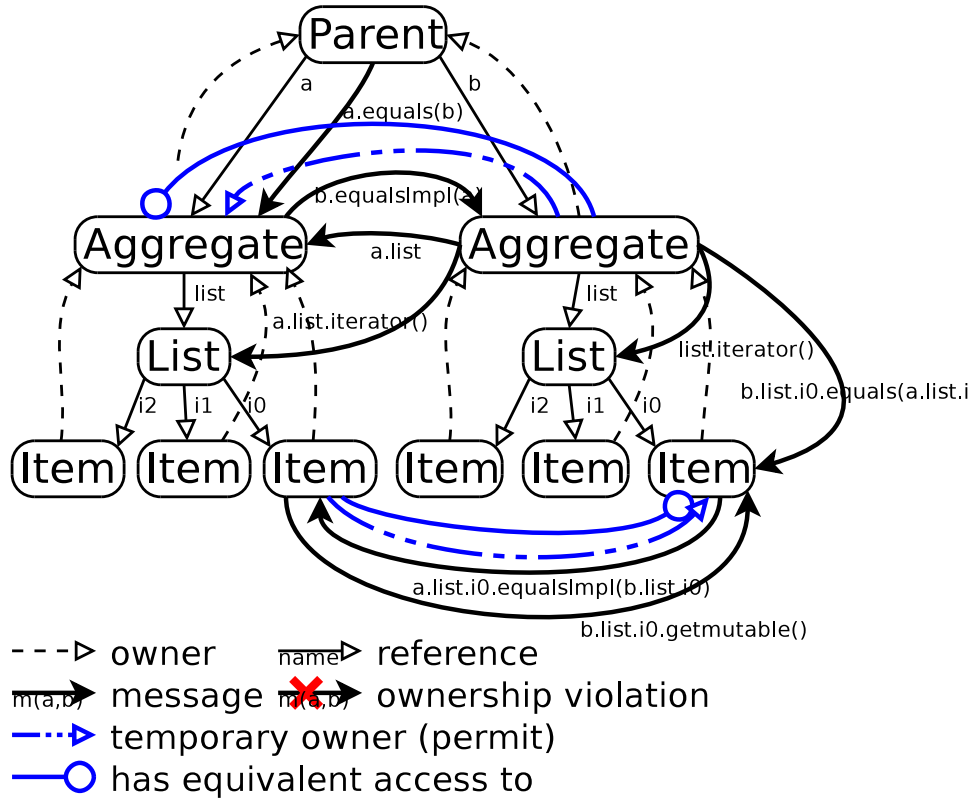 Parent
a
b
a.equals(b)
b.equalsImpl(a)
Aggregate
Aggregate
a.list
list
list
a.list.iterator()
List
List
list.iterator()
b.list.i0.equals(a.list.i
i2
i1
i0
i2
i1
i0
Item
Item
Item
Item
Item
Item
a.list.i0.equalsImpl(b.list.i0)
b.list.i0.getmutable()
owner
name
reference
m(a,b)
message
m(a,b)
ownership violation
temporary owner (permit)
has equivalent access to